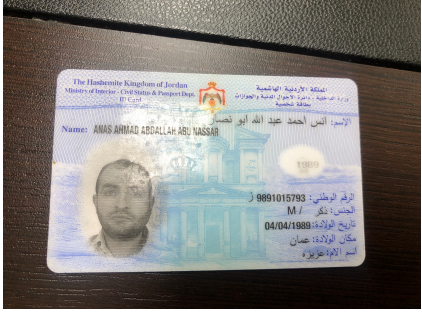 The Hashemite Kingdom of Jordan
Ministry of Interior - Civil Status & Passport Dept.
ID Card
المملكة الأردنية الهاشمية
وزارة الداخلية - دائرة الأحوال المدنية والجوازات
بطاقة شخصية
الإسم: أنس احمد عبد الله ابو نصار
Name: ANAS AHMAD ABDALLAH ABU NASSAR
1989
الرقم الوطني: 9891015793
الجنس: ذكر / M
تاريخ الولادة: 04/04/1989
مكان الولادة: عمان
اسم الام: عزيزه